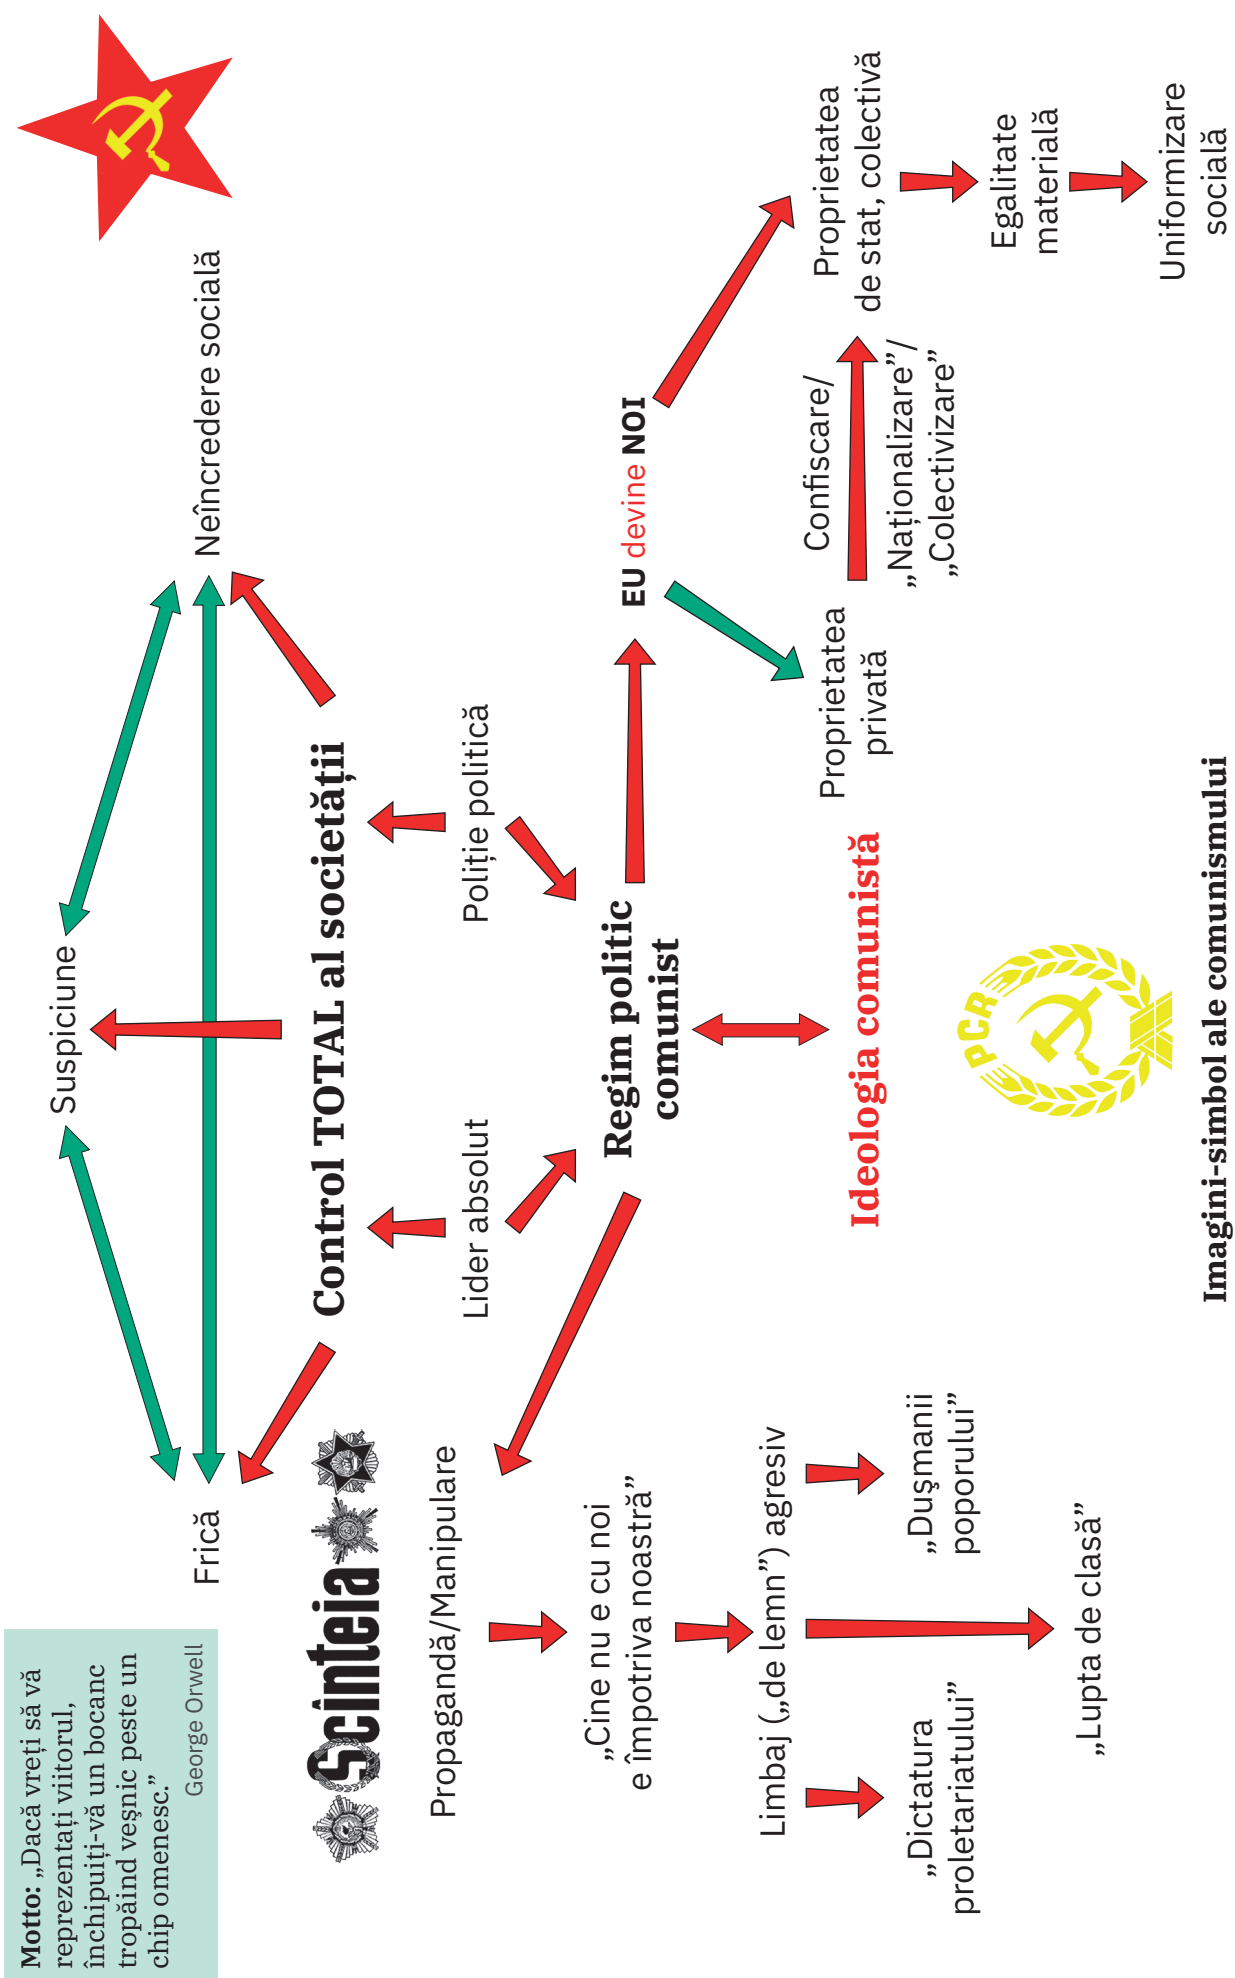 Motto: „Dacă vreți să vă
reprezentați viitorul,
închipuiți-vă un bocanc
tropăind veșnic peste un
chip omenesc.”
George Orwell
Suspiciune
Frică
Neîncredere socială
Control TOTAL al societății
Scînteia
Propagandă/Manipulare
Lider absolut
Poliție politică
„Cine nu e cu noi
e împotriva noastră”
Regim politic
comunist
EU devine NOI
Limbaj („de lemn”) agresiv
Ideologia comunistă
Proprietatea
privată
Confiscare/
„Naționalizare”/
„Colectivizare”
Proprietatea
de stat, colectivă
„Dictatura
proletariatului”
„Dușmanii
poporului”
PCR
Egalitate
materială
„Lupta de clasă”
Uniformizare
socială
Imagini-simbol ale comunismului